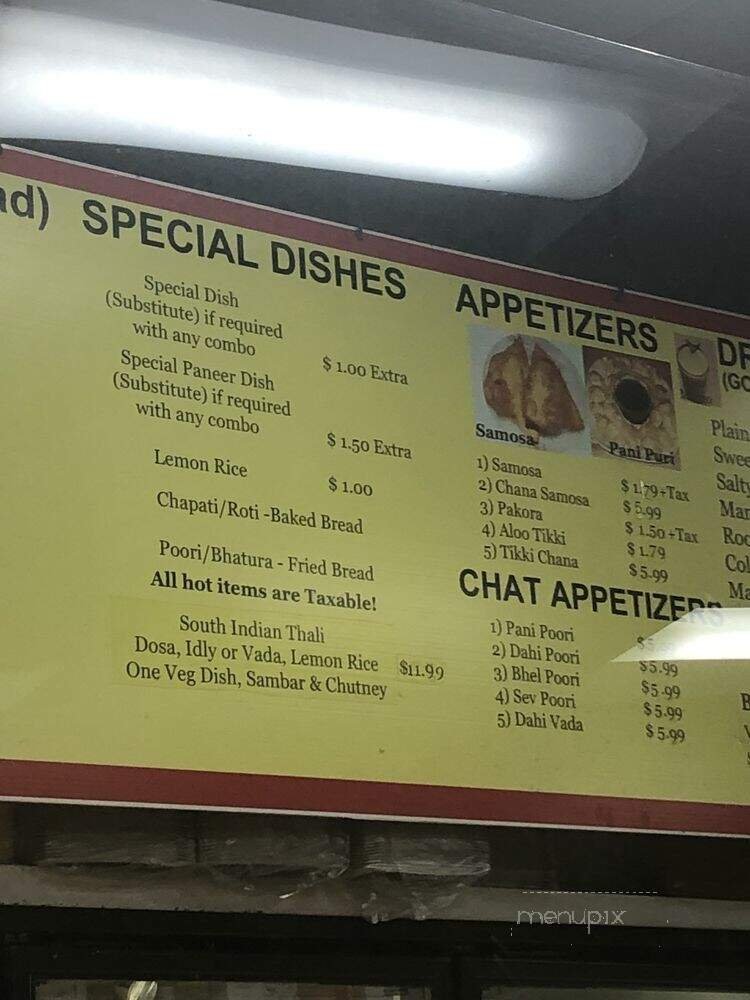 SPECIAL DISHES
Special Dish
(Substitute) if required
with any combo
$ 1.00 Extra
Special Paneer Dish
(Substitute) if required
with any combo
$ 1.50 Extra
Lemon Rice
$ 1.00
Chapati/Roti -Baked Bread
Poori/Bhatura - Fried Bread
All hot items are Taxable!
South Indian Thali
Dosa, Idly or Vada, Lemon Rice $11.99
One Veg Dish, Sambar & Chutney
APPETIZERS
Samosa
Pani Puri
1) Samosa $ 1.79+Tax
2) Chana Samosa $ 5.99
3) Pakora $ 1.50 +Tax
4) Aloo Tikki $ 1.79
5) Tikki Chana $5.99
CHAT APPETIZERS
1) Pani Poori
2) Dahi Poori $5.99
3) Bhel Poori $5.99
4) Sev Poori $5.99
5) Dahi Vada $ 5.99
Plain
menupix